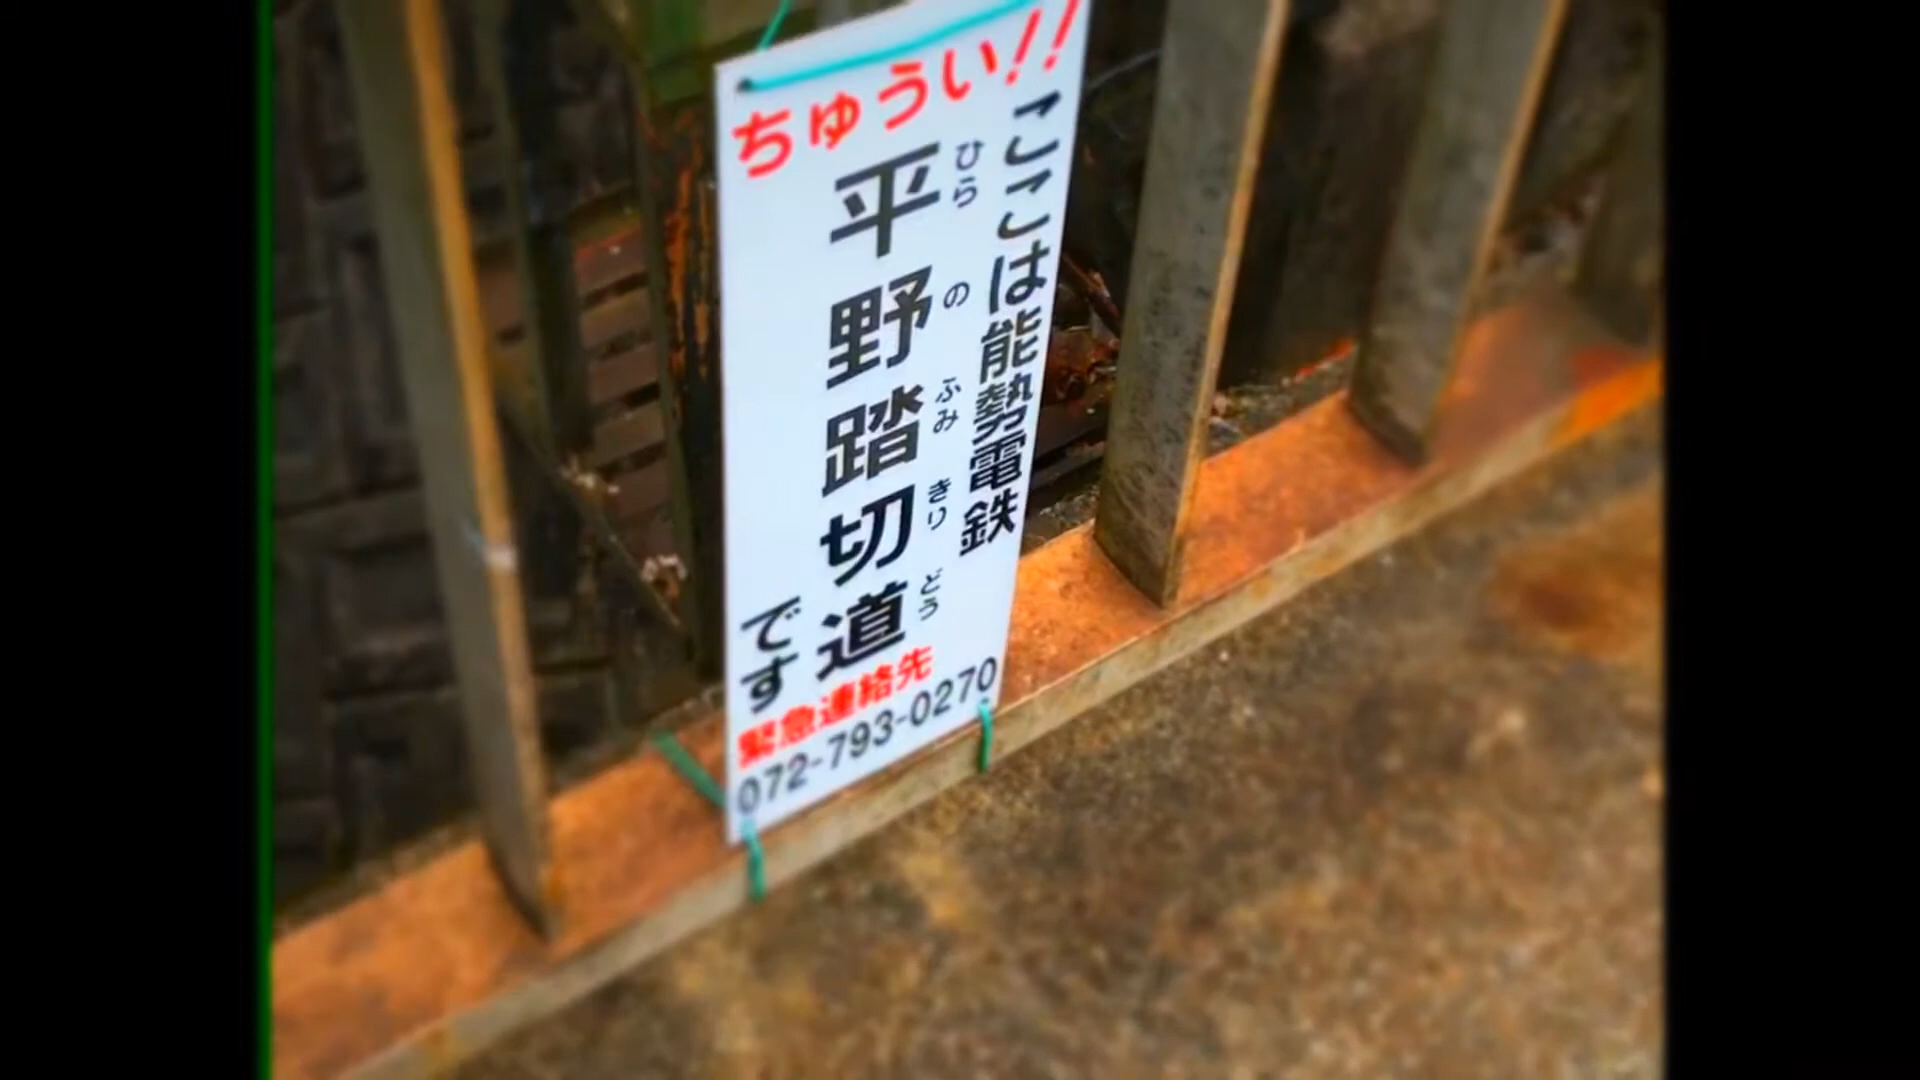 ちゅうい!!
ここは能勢電鉄
ひらのふみきりどう
平野踏切道
です
緊急連絡先
072-793-0270